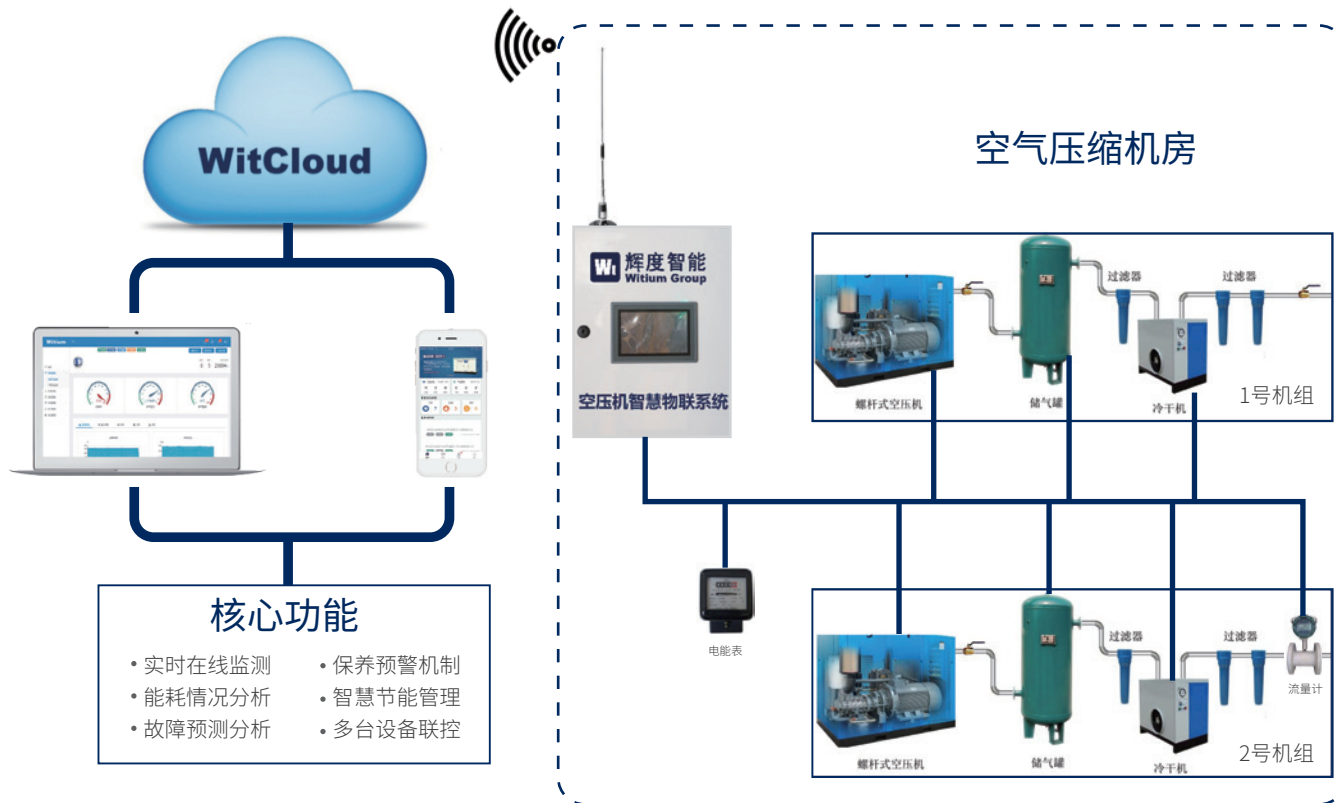 WitCloud
Witium
核心功能
• 实时在线监测
• 能耗情况分析
• 故障预测分析
• 保养预警机制
• 智慧节能管理
• 多台设备联控
空气压缩机房
辉度智能
Witium Group
空压机智慧物联系统
过滤器
过滤器
螺杆式空压机
储气罐
冷干机
1号机组
电能表
过滤器
过滤器
流量计
螺杆式空压机
储气罐
冷干机
2号机组